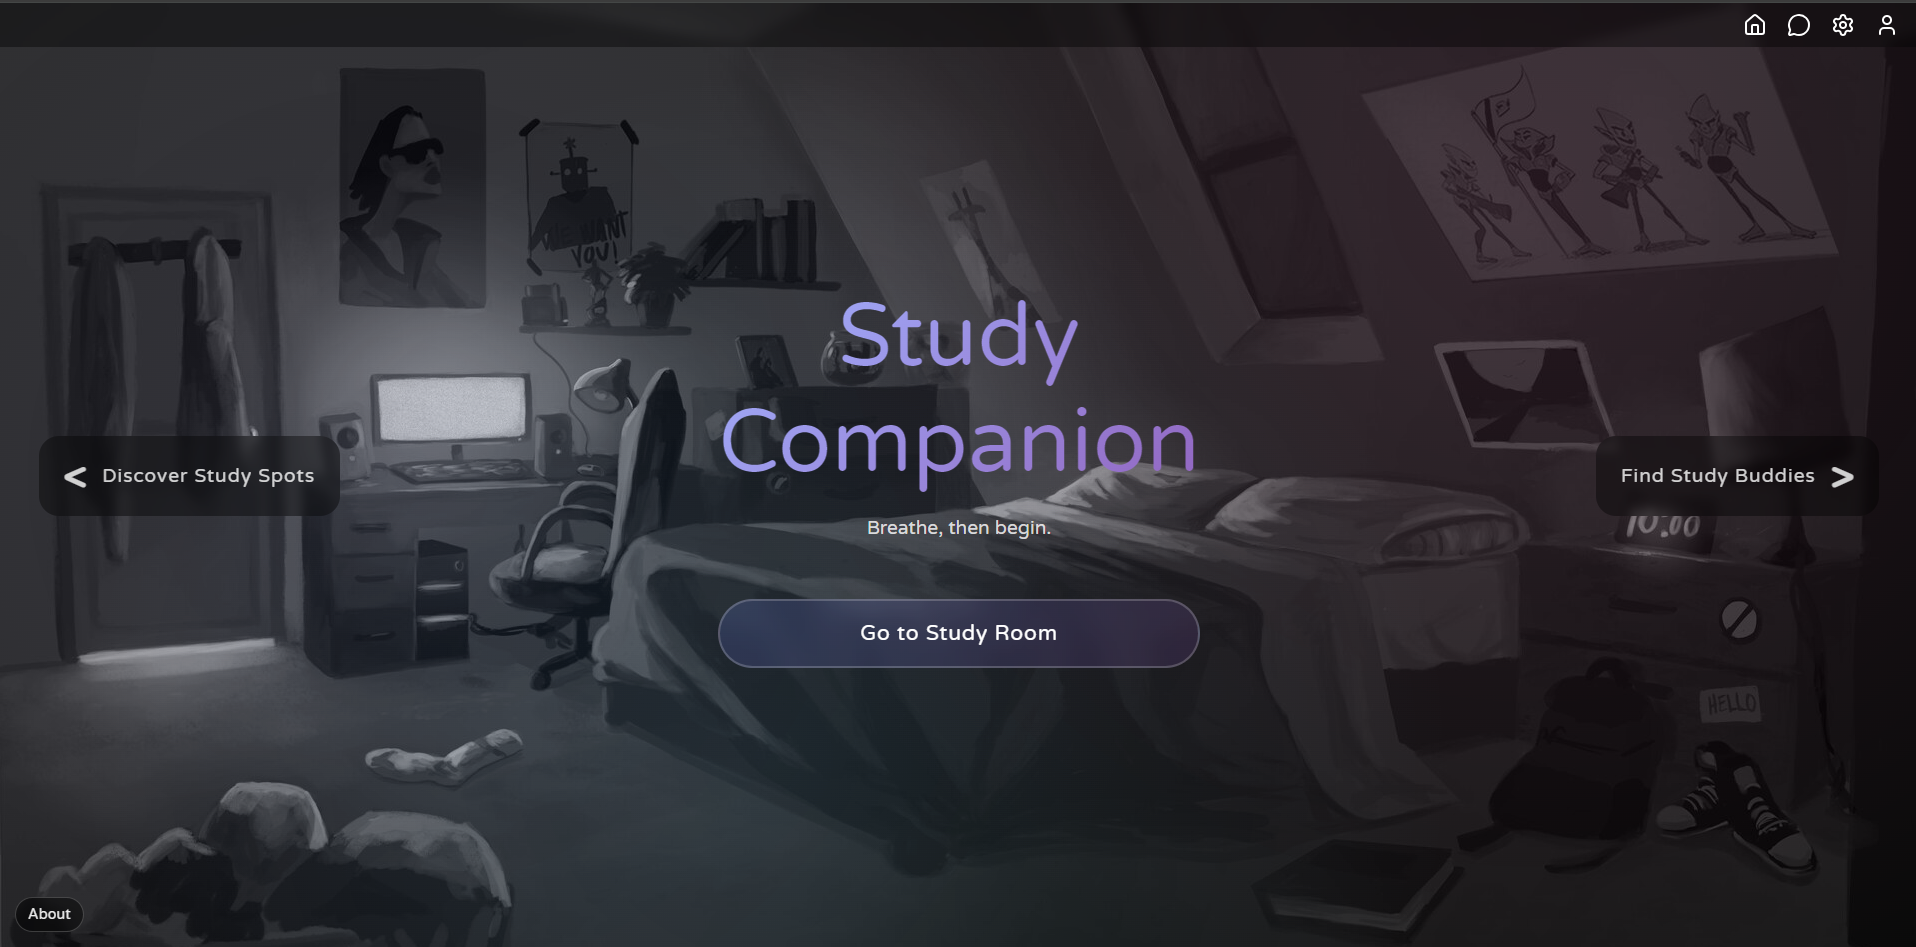 WE WANT
YOU!
Study
Companion
< Discover Study Spots
Find Study Buddies >
10:00
Breathe, then begin.
Go to Study Room
HELLO
About